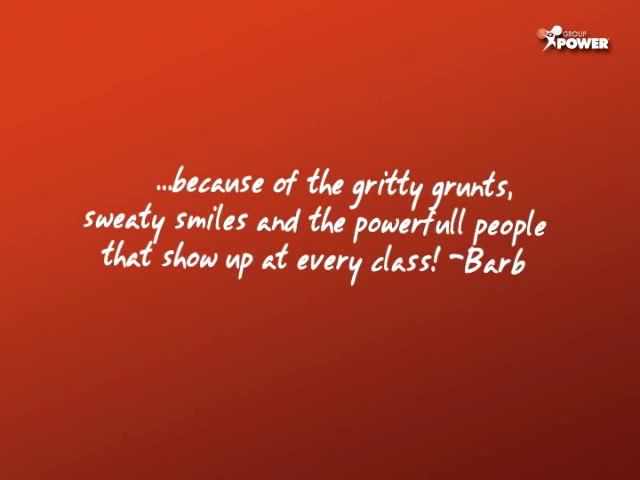 GROUP
POWER
...because of the gritty grunts,
sweaty smiles and the powerfull people
that show up at every class! ~Barb